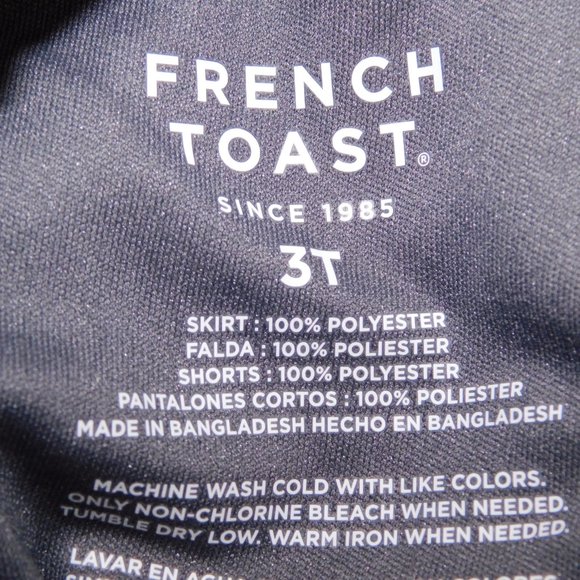 FRENCH
TOAST®
SINCE 1985
3T
SKIRT : 100% POLYESTER
FALDA : 100% POLIESTER
SHORTS : 100% POLYESTER
PANTALONES CORTOS : 100% POLIESTER
MADE IN BANGLADESH HECHO EN BANGLADESH
MACHINE WASH COLD WITH LIKE COLORS.
ONLY NON-CHLORINE BLEACH WHEN NEEDED.
TUMBLE DRY LOW. WARM IRON WHEN NEEDED.
LAVAR EN